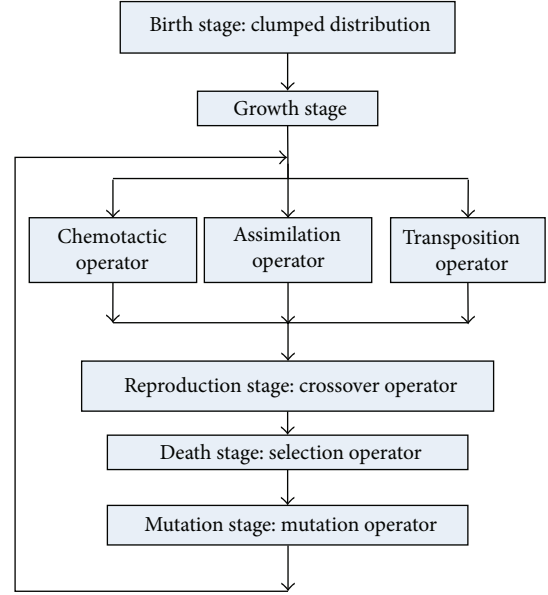 Birth stage: clumped distribution
Growth stage
Chemotactic
operator
Assimilation
operator
Transposition
operator
Reproduction stage: crossover operator
Death stage: selection operator
Mutation stage: mutation operator